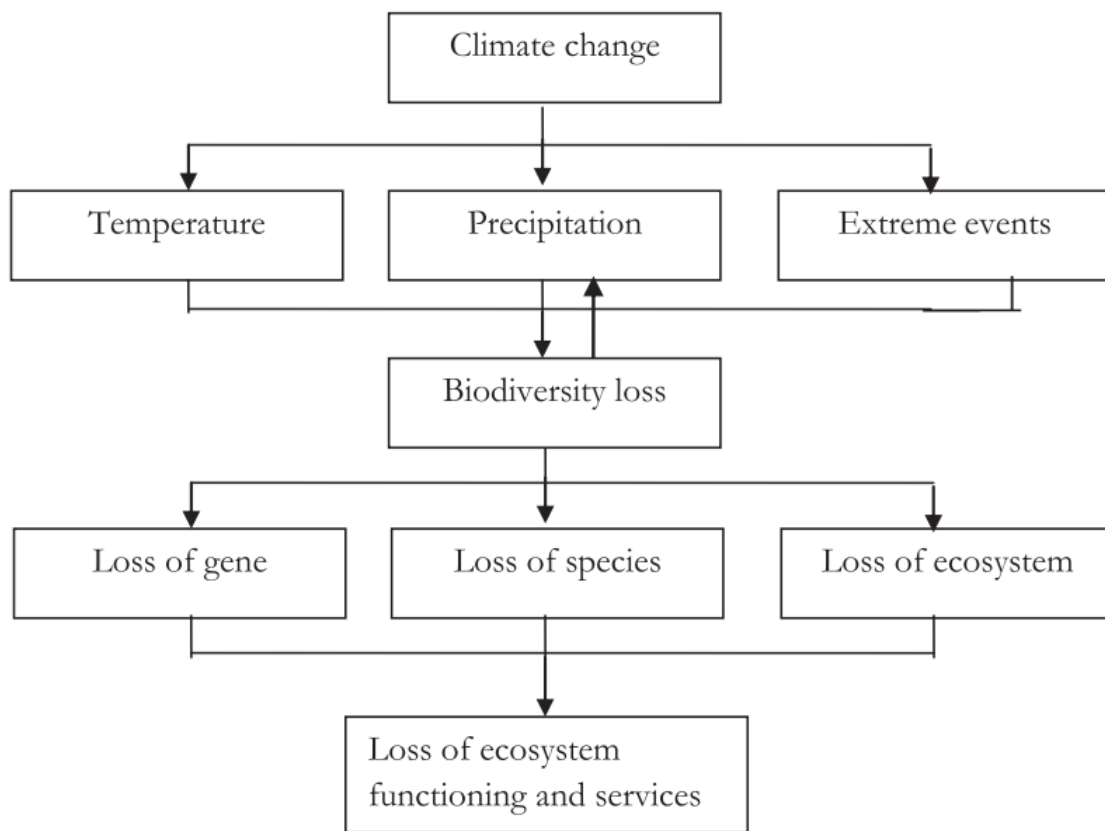 Climate change
Temperature
Precipitation
Extreme events
Biodiversity loss
Loss of gene
Loss of species
Loss of ecosystem
Loss of ecosystem
functioning and services